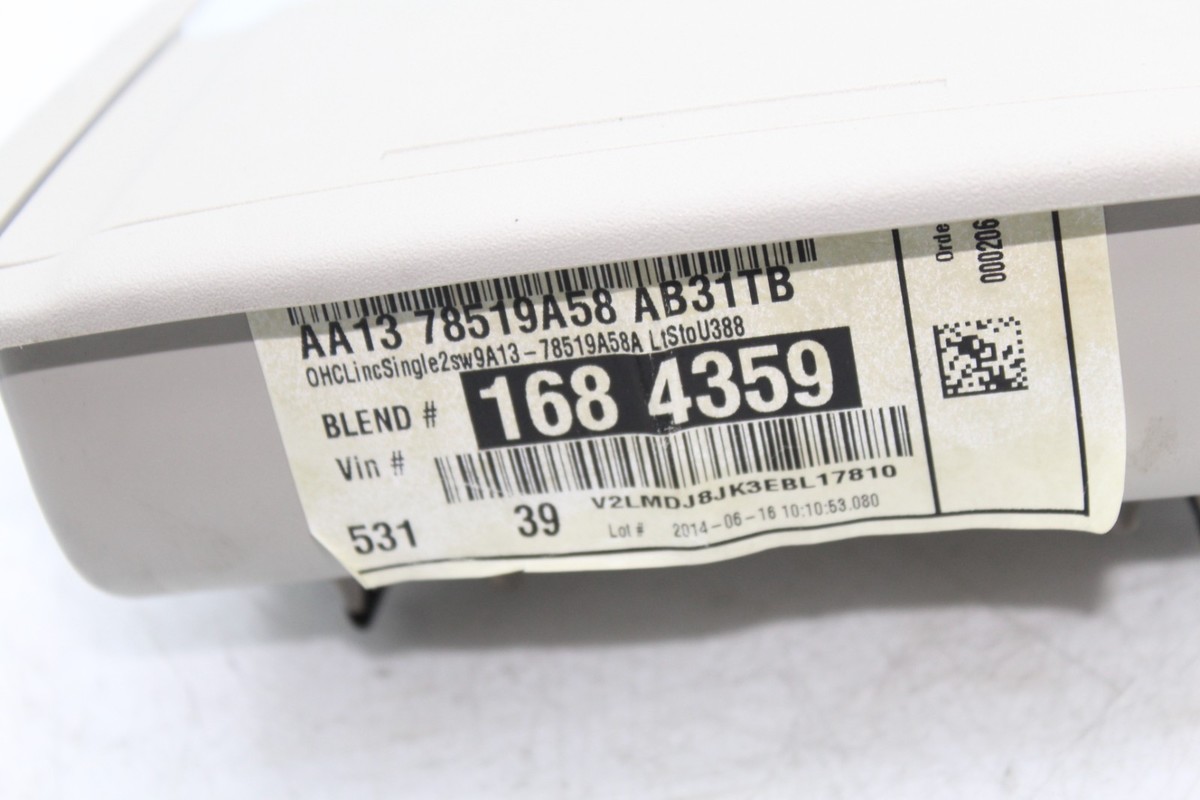 AA13 78519A58 AB31TB
OHCLincSingle2sw9A13-78519A58A LtStoU388
BLEND # 168 4359
Vin #
V2LMDJ8JK3EBL17810
531 39 Lot # 2014-06-16 10:10:53.080
Orde
000206